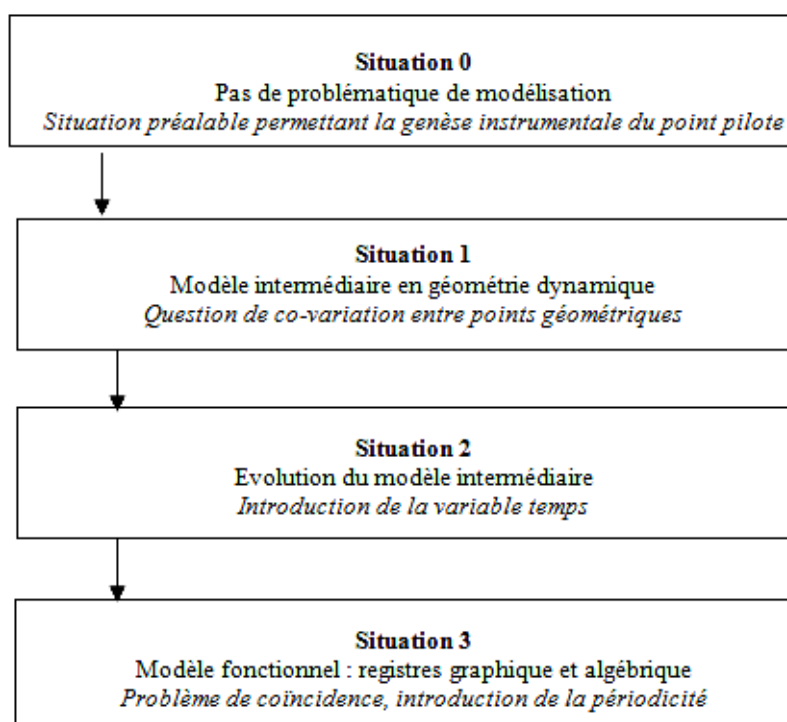 Situation 0
Pas de problématique de modélisation
Situation préalable permettant la genèse instrumentale du point pilote
Situation 1
Modèle intermédiaire en géométrie dynamique
Question de co-variation entre points géométriques
Situation 2
Evolution du modèle intermédiaire
Introduction de la variable temps
Situation 3
Modèle fonctionnel : registres graphique et algébrique
Problème de coïncidence, introduction de la périodicité